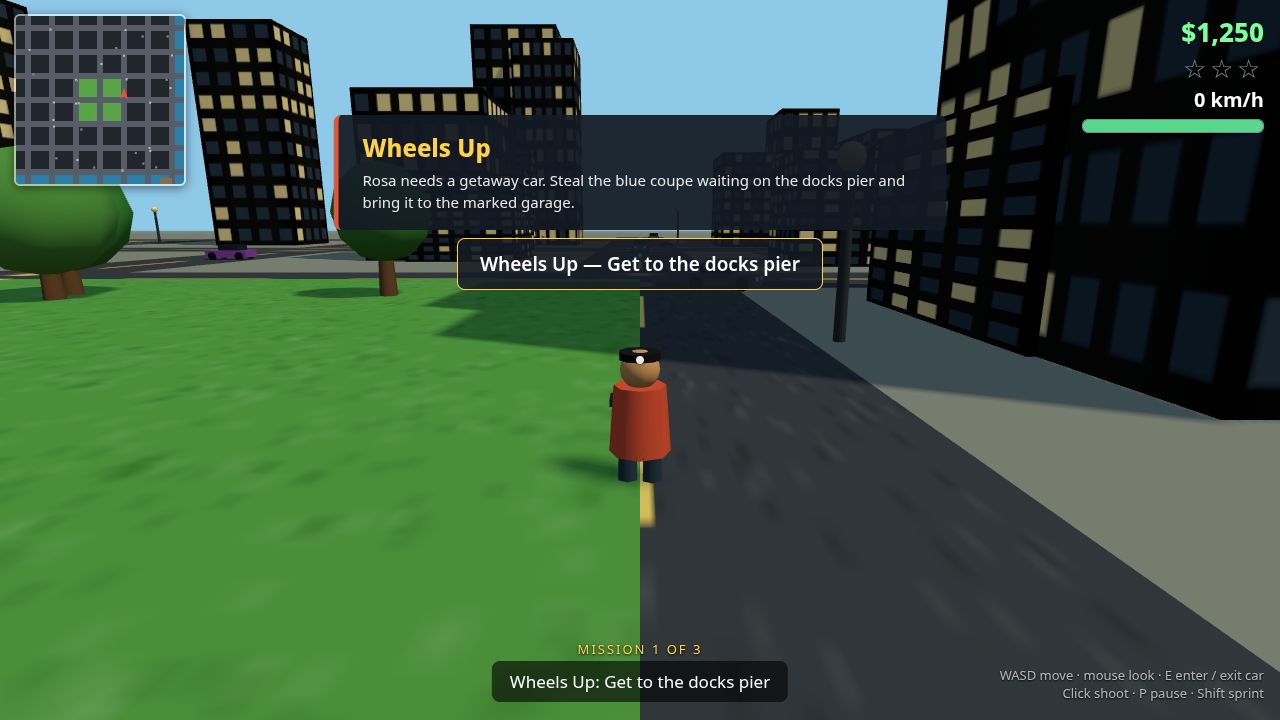 $1,250
☆☆☆
0 km/h
Wheels Up
Rosa needs a getaway car. Steal the blue coupe waiting on the docks pier and
bring it to the marked garage.
Wheels Up — Get to the docks pier
MISSION 1 OF 3
Wheels Up: Get to the docks pier
WASD move · mouse look · E enter / exit car
Click shoot · P pause · Shift sprint